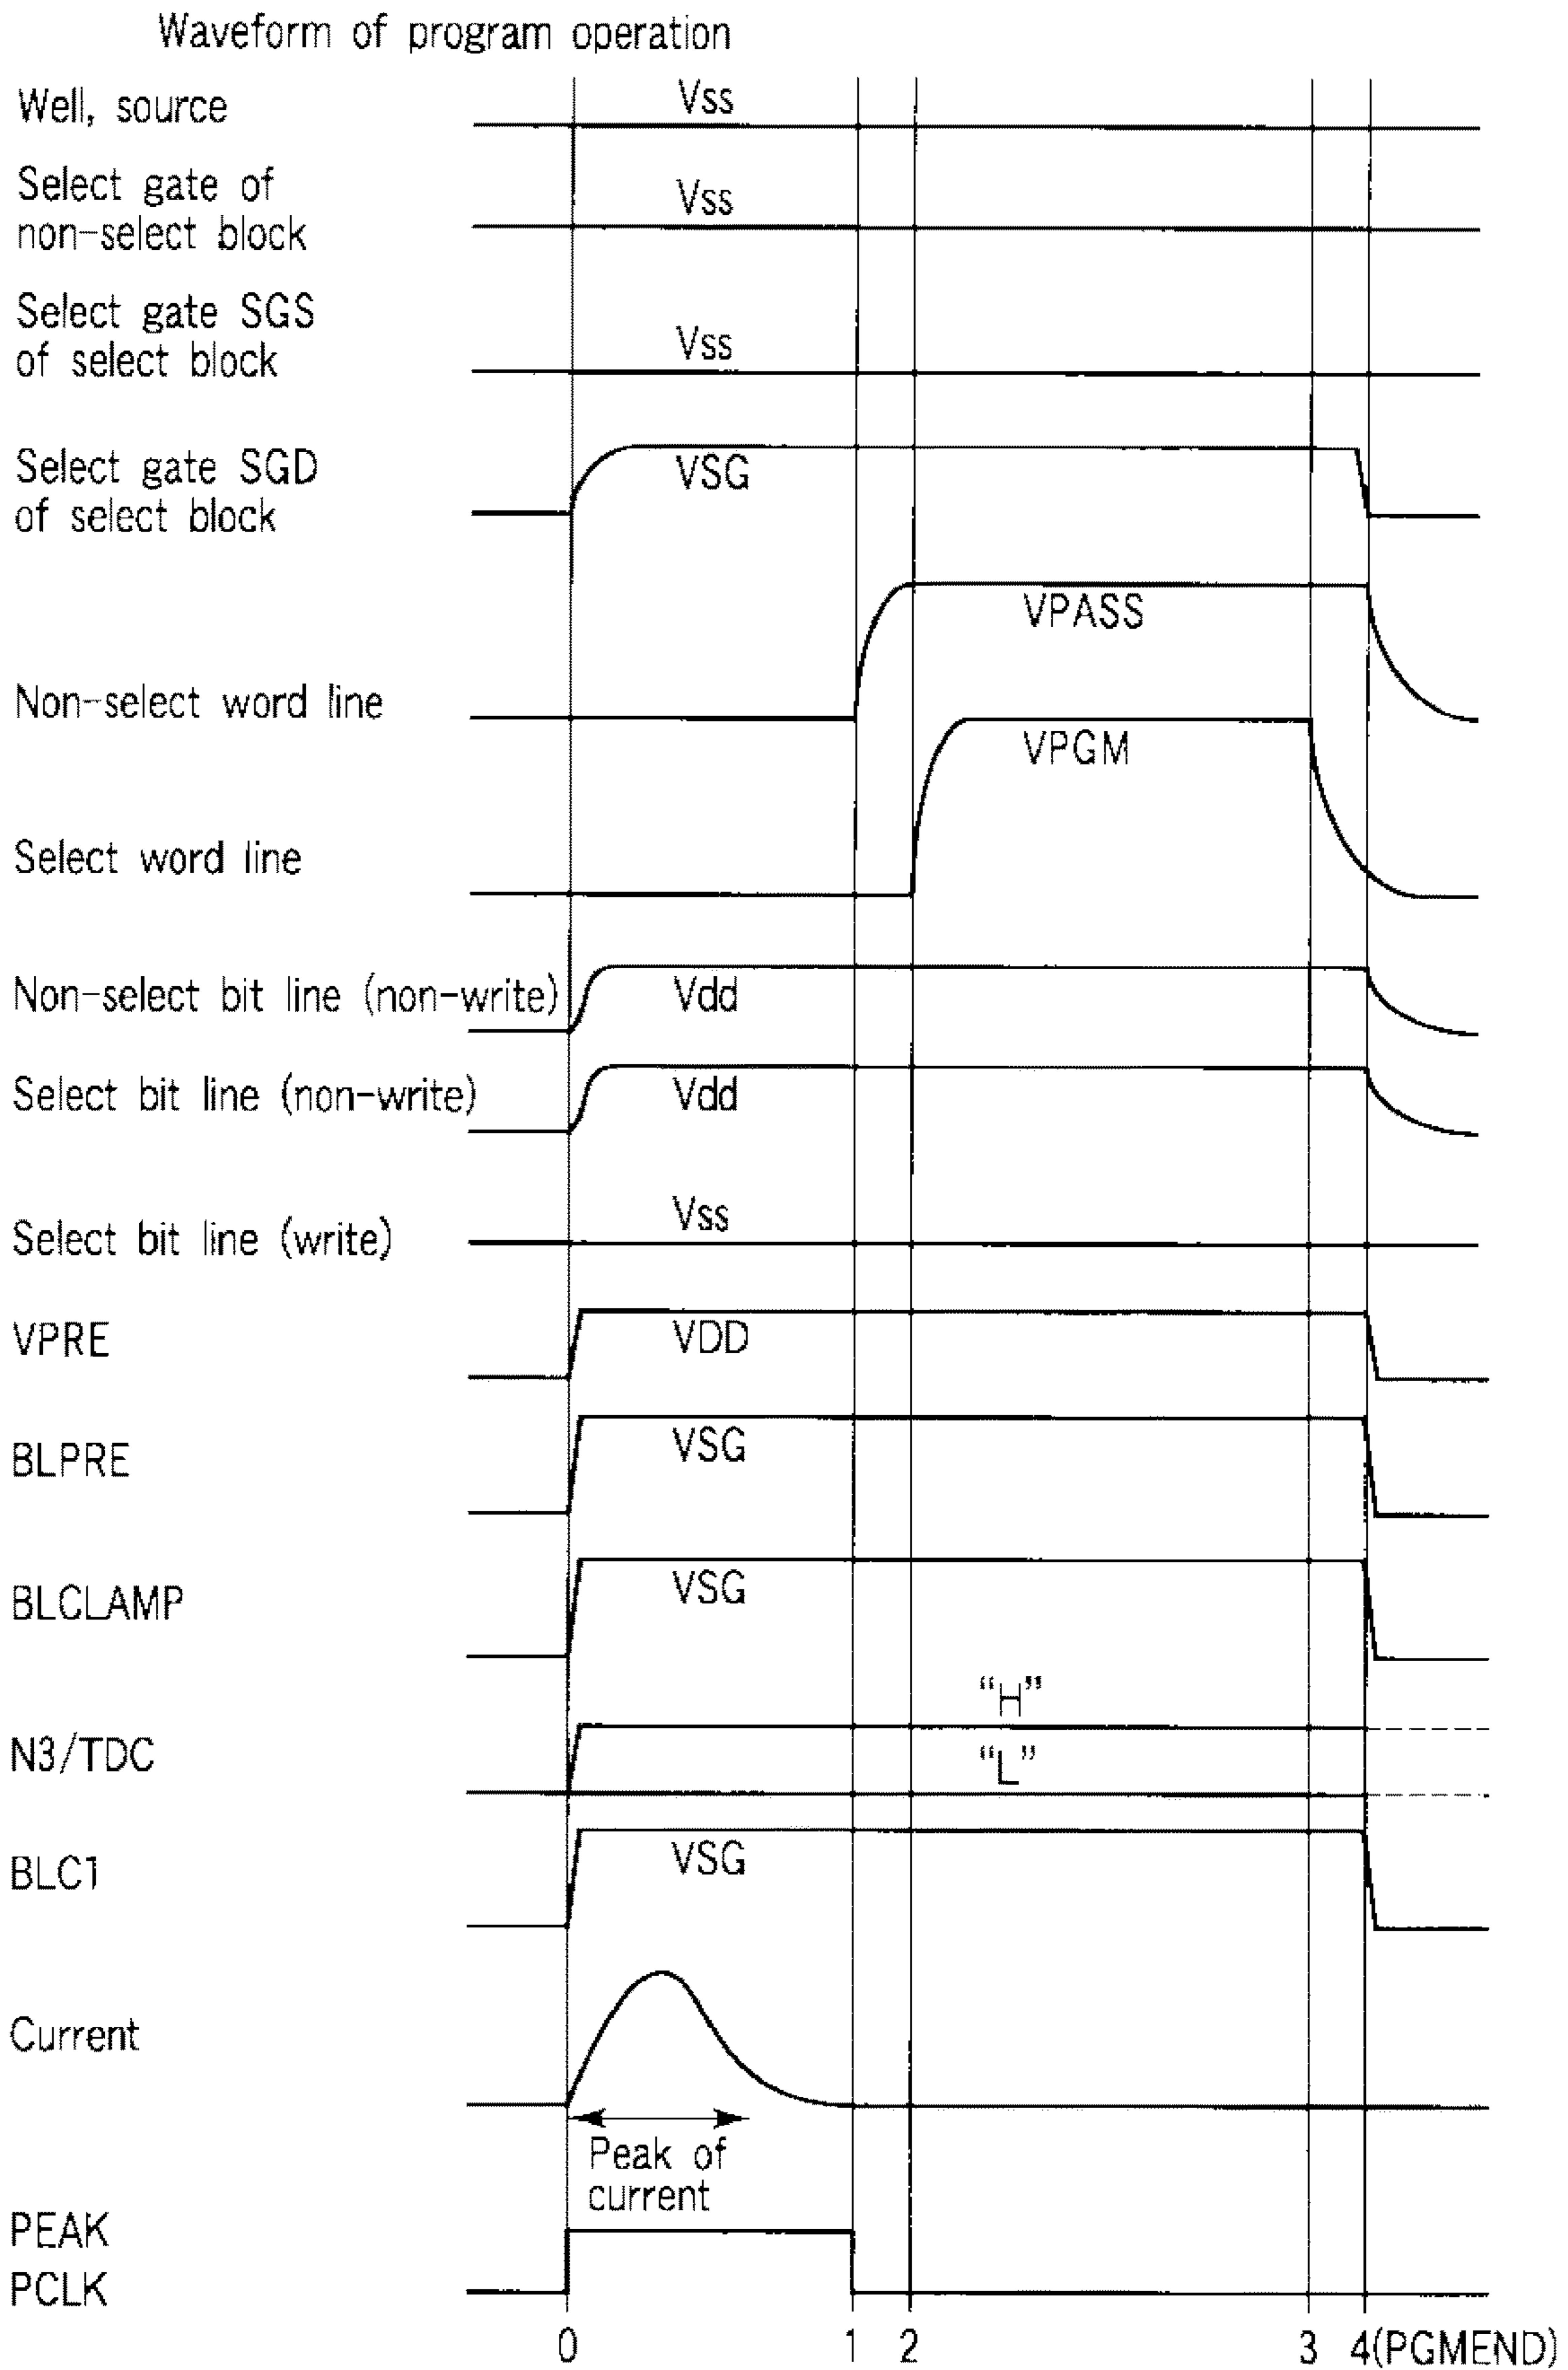 Waveform of program operation
Well, source
Vss
Select gate of
non-select block
Vss
Select gate SGS
of select block
Vss
Select gate SGD
of select block
VSG
VPASS
Non-select word line
VPGM
Select word line
Non-select bit line (non-write)
Vdd
Select bit line (non-write)
Vdd
Select bit line (write)
Vss
VPRE
VDD
BLPRE
VSG
BLCLAMP
VSG
N3/TDC
“H”
“L”
BLC1
VSG
Current
Peak of
current
PEAK
PCLK
0 1 2 3 4(PGMEND)